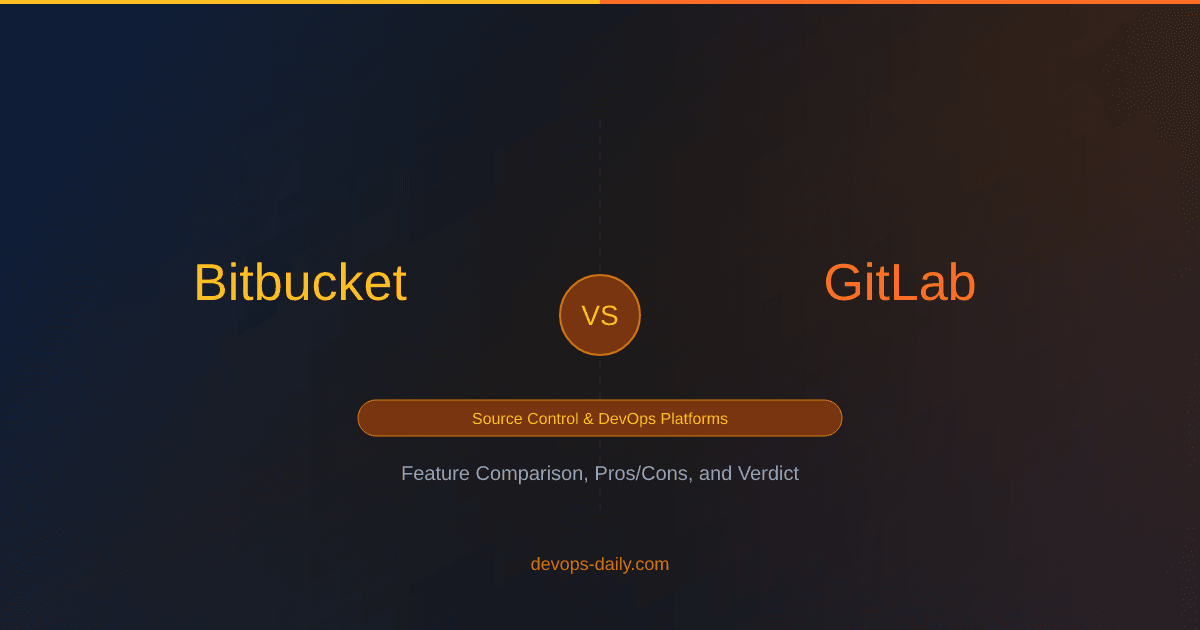 Bitbucket
VS
GitLab
Source Control & DevOps Platforms
Feature Comparison, Pros/Cons, and Verdict
devops-daily.com